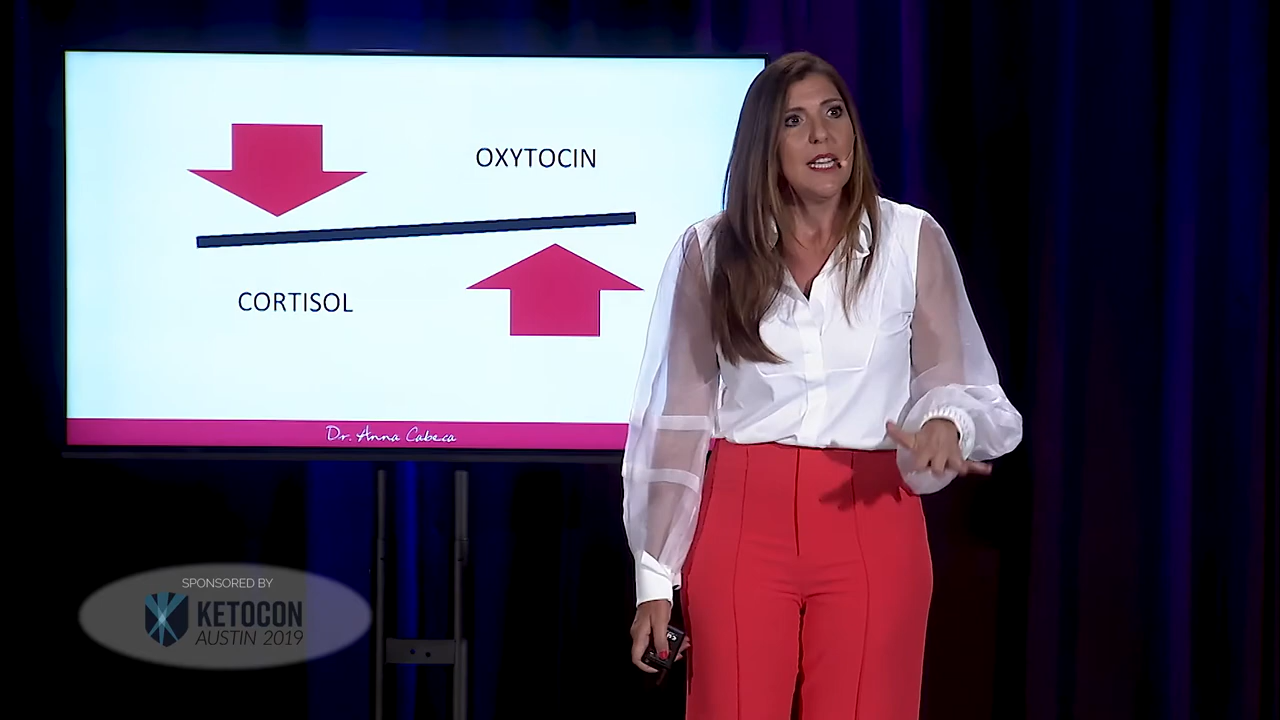 OXYTOCIN
CORTISOL
Dr. Anna Cabeca
SPONSORED BY
KETOCON
AUSTIN 2019